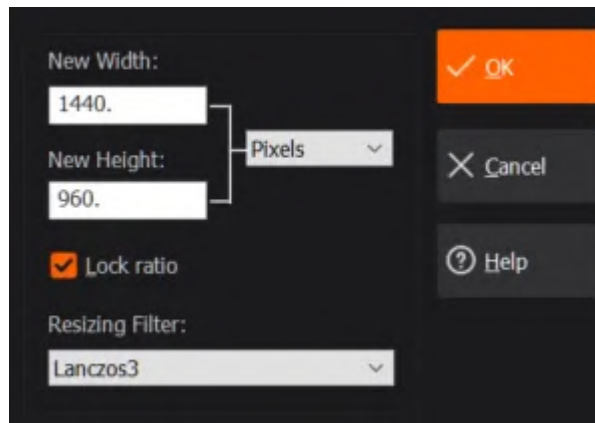 New Width:
1440.
New Height:
960.
Pixels
Lock ratio
Resizing Filter:
Lanczos3
OK
Cancel
Help